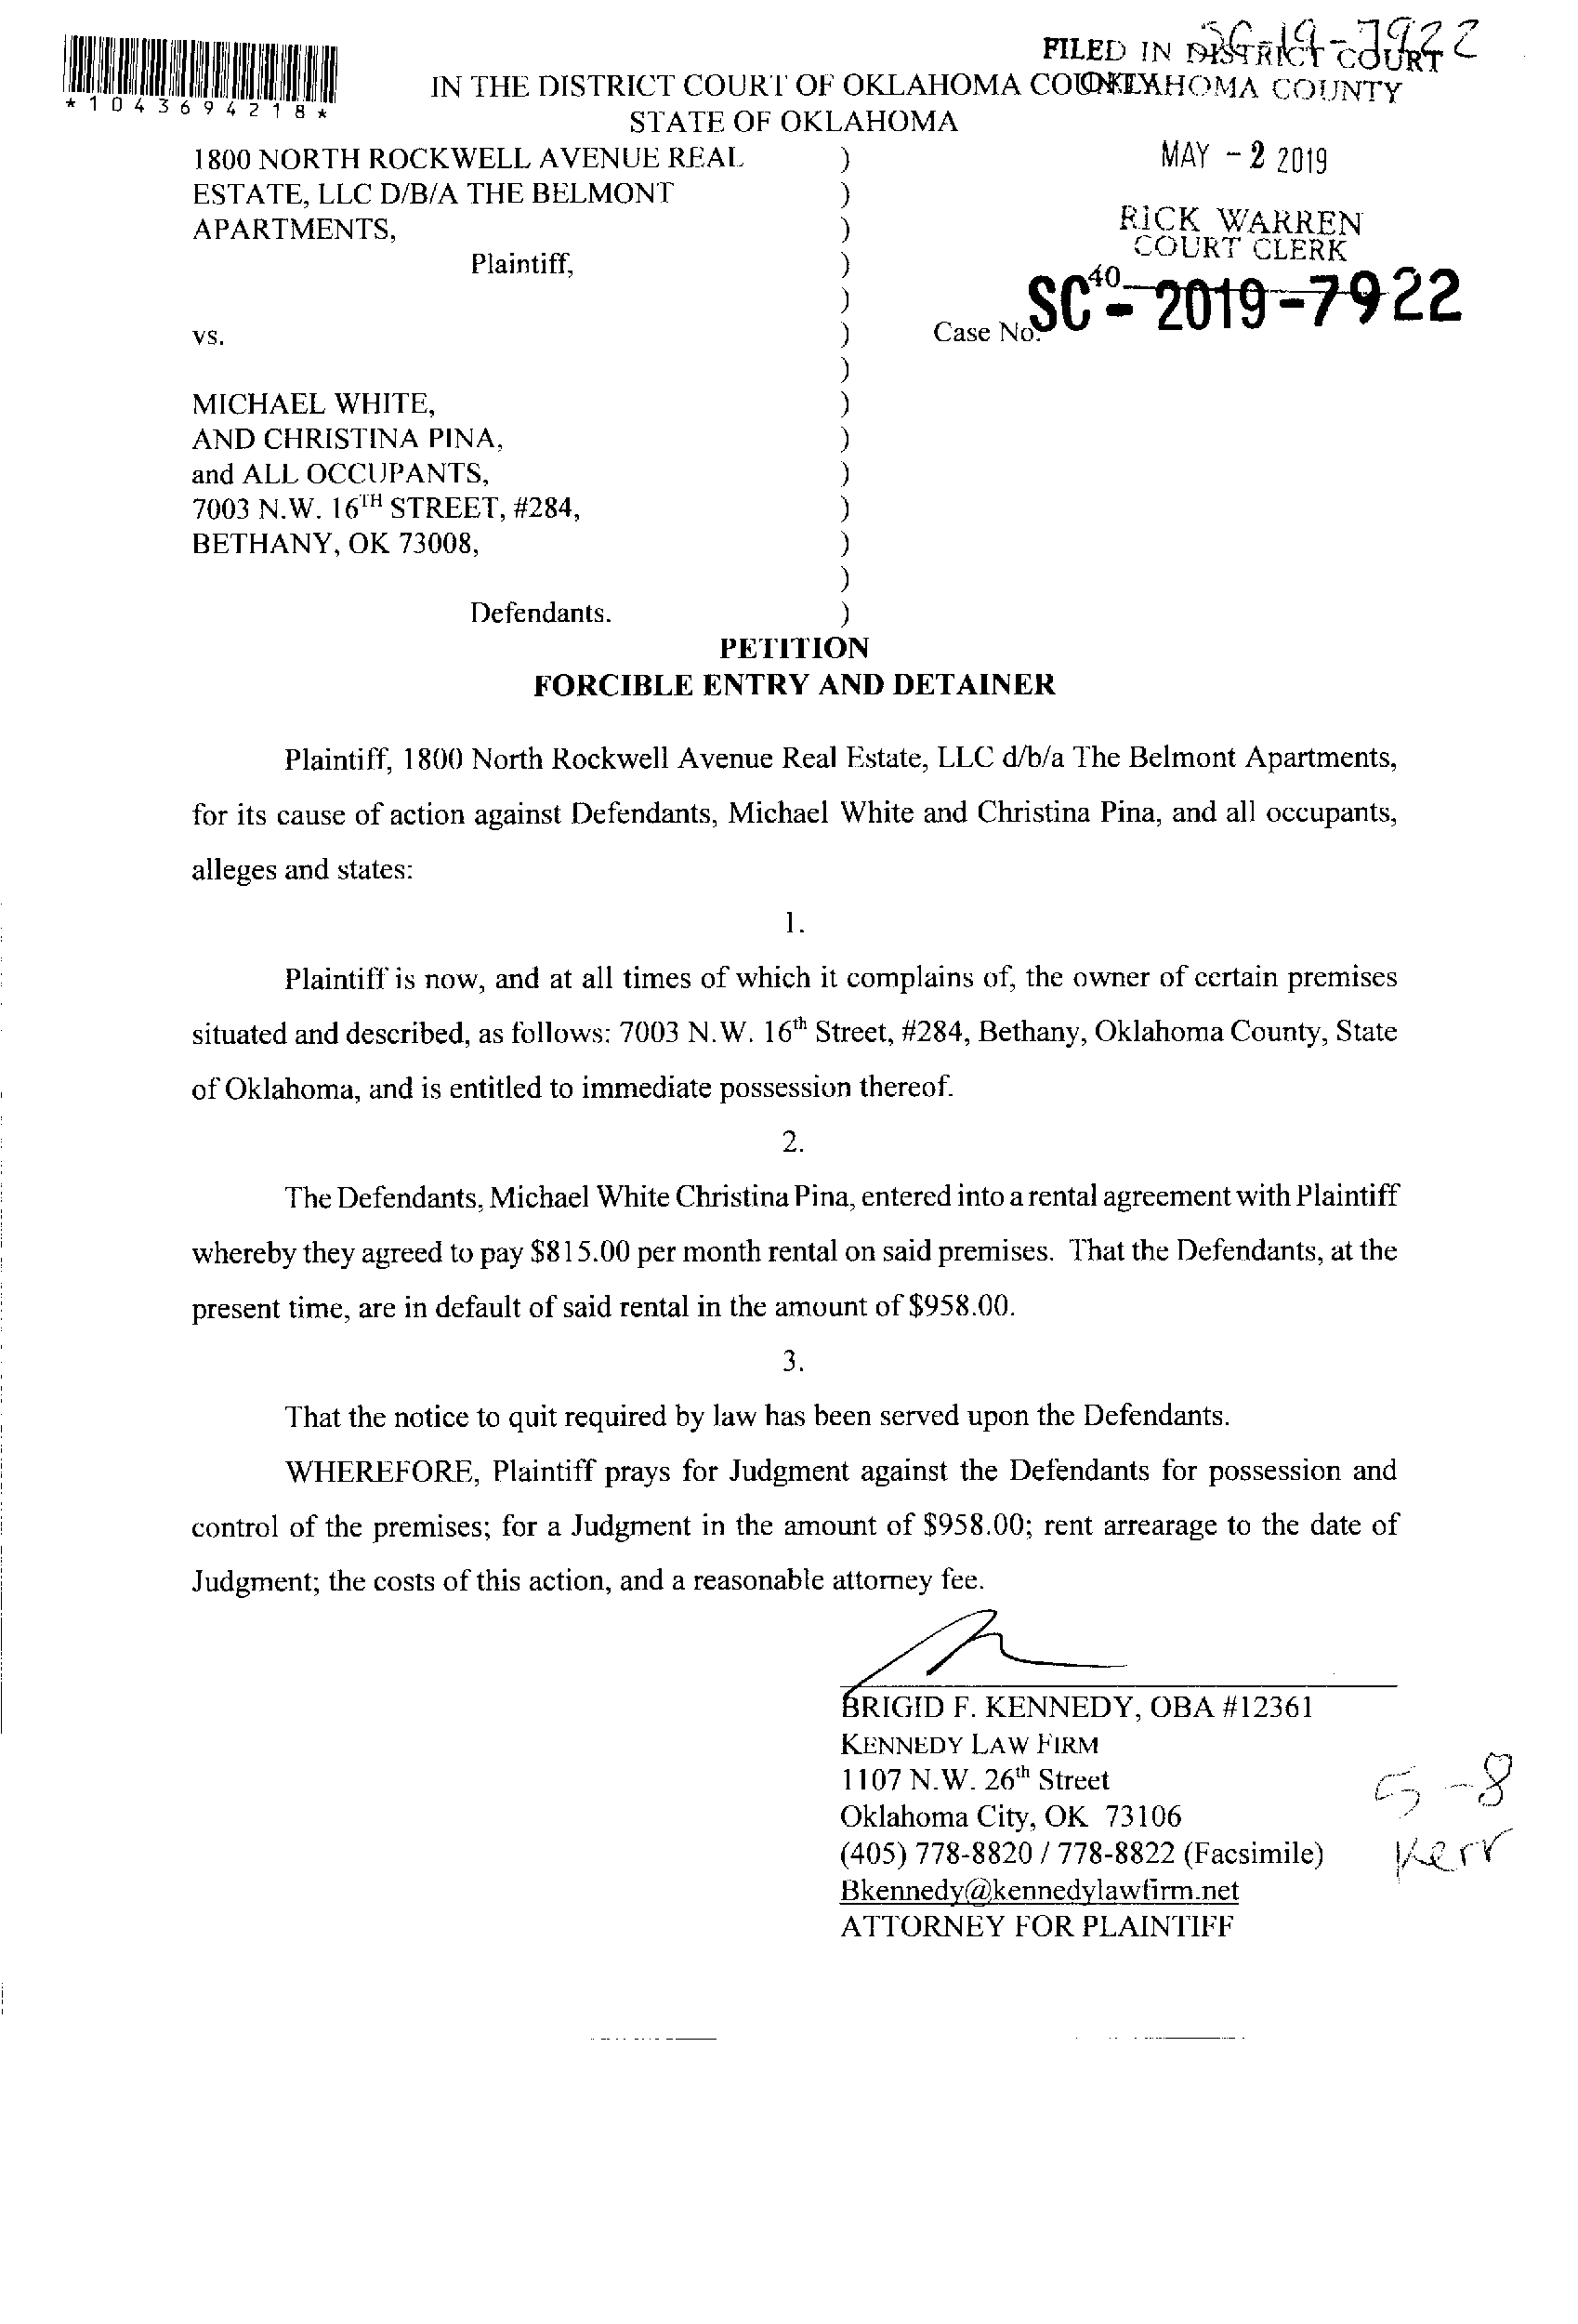 SC-19-7922
FILED IN DISTRICT COURT
OKLAHOMA COUNTY
*1043694218*
IN THE DISTRICT COURT OF OKLAHOMA COUNTY
STATE OF OKLAHOMA
MAY - 2 2019
RICK WARREN
COURT CLERK
40
1800 NORTH ROCKWELL AVENUE REAL )
ESTATE, LLC D/B/A THE BELMONT )
APARTMENTS, )
Plaintiff, )
)
vs. ) Case No. SC - 2019 - 7922
)
MICHAEL WHITE, )
AND CHRISTINA PINA, )
and ALL OCCUPANTS, )
7003 N.W. 16TH STREET, #284, )
BETHANY, OK 73008, )
)
Defendants. )
PETITION
FORCIBLE ENTRY AND DETAINER
Plaintiff, 1800 North Rockwell Avenue Real Estate, LLC d/b/a The Belmont Apartments,
for its cause of action against Defendants, Michael White and Christina Pina, and all occupants,
alleges and states:
1.
Plaintiff is now, and at all times of which it complains of, the owner of certain premises
situated and described, as follows: 7003 N.W. 16th Street, #284, Bethany, Oklahoma County, State
of Oklahoma, and is entitled to immediate possession thereof.
2.
The Defendants, Michael White Christina Pina, entered into a rental agreement with Plaintiff
whereby they agreed to pay $815.00 per month rental on said premises. That the Defendants, at the
present time, are in default of said rental in the amount of $958.00.
3.
That the notice to quit required by law has been served upon the Defendants.
WHEREFORE, Plaintiff prays for Judgment against the Defendants for possession and
control of the premises; for a Judgment in the amount of $958.00; rent arrearage to the date of
Judgment; the costs of this action, and a reasonable attorney fee.
BRIGID F. KENNEDY, OBA #12361
KENNEDY LAW FIRM
1107 N.W. 26th Street
Oklahoma City, OK 73106
(405) 778-8820 / 778-8822 (Facsimile)
Bkennedy@kennedylawfirm.net
ATTORNEY FOR PLAINTIFF
5-8
Kerr